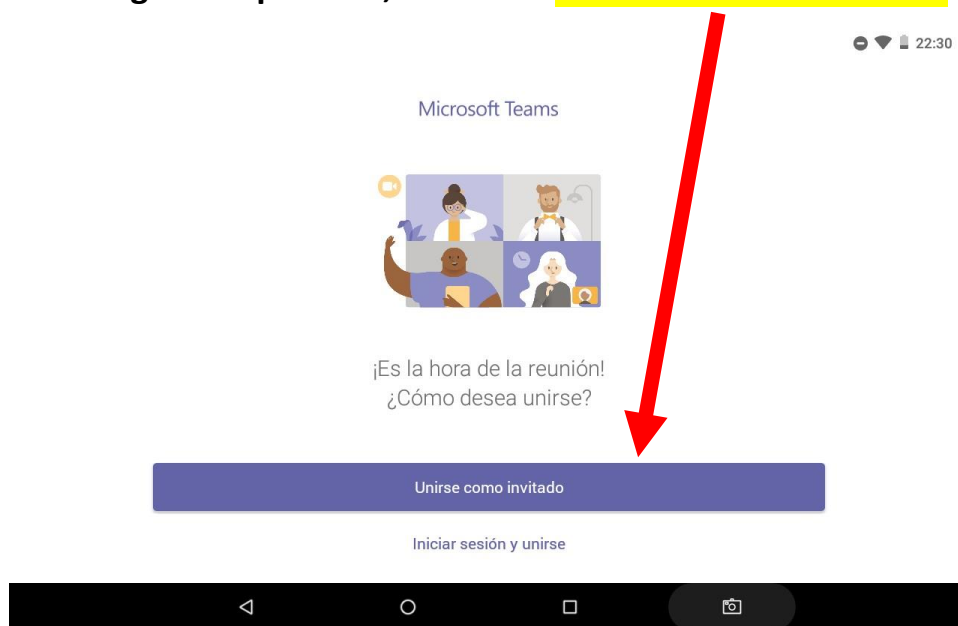 22:30
Microsoft Teams
¡Es la hora de la reunión!
¿Cómo desea unirse?
Unirse como invitado
Iniciar sesión y unirse